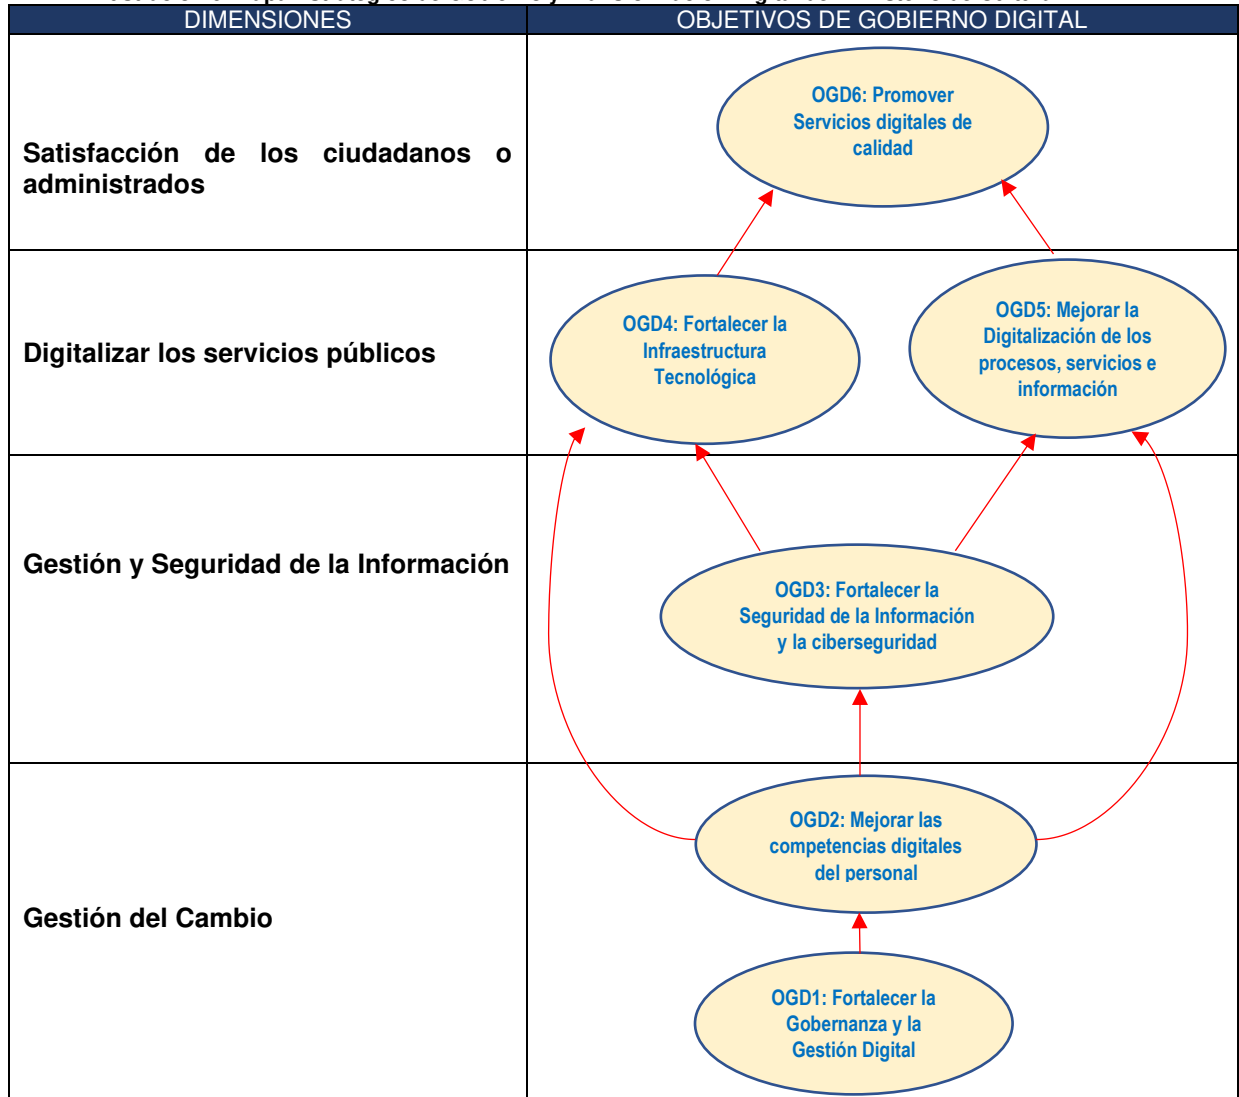 DIMENSIONES
OBJETIVOS DE GOBIERNO DIGITAL
Satisfacción de los ciudadanos o
administrados
OGD6: Promover
Servicios digitales de
calidad
Digitalizar los servicios públicos
OGD4: Fortalecer la
Infraestructura
Tecnológica
OGD5: Mejorar la
Digitalización de los
procesos, servicios e
información
Gestión y Seguridad de la Información
OGD3: Fortalecer la
Seguridad de la Información
y la ciberseguridad
Gestión del Cambio
OGD2: Mejorar las
competencias digitales
del personal
OGD1: Fortalecer la
Gobernanza y la
Gestión Digital